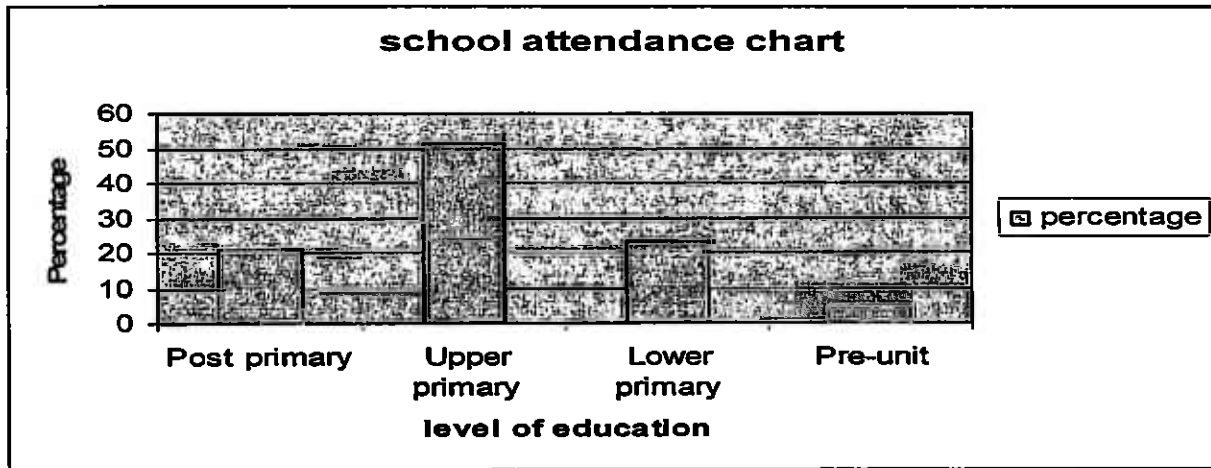 school attendance chart
Percentage
60
50
40
30
20
10
0
Post primary
Upper primary
Lower primary
Pre-unit
level of education
percentage